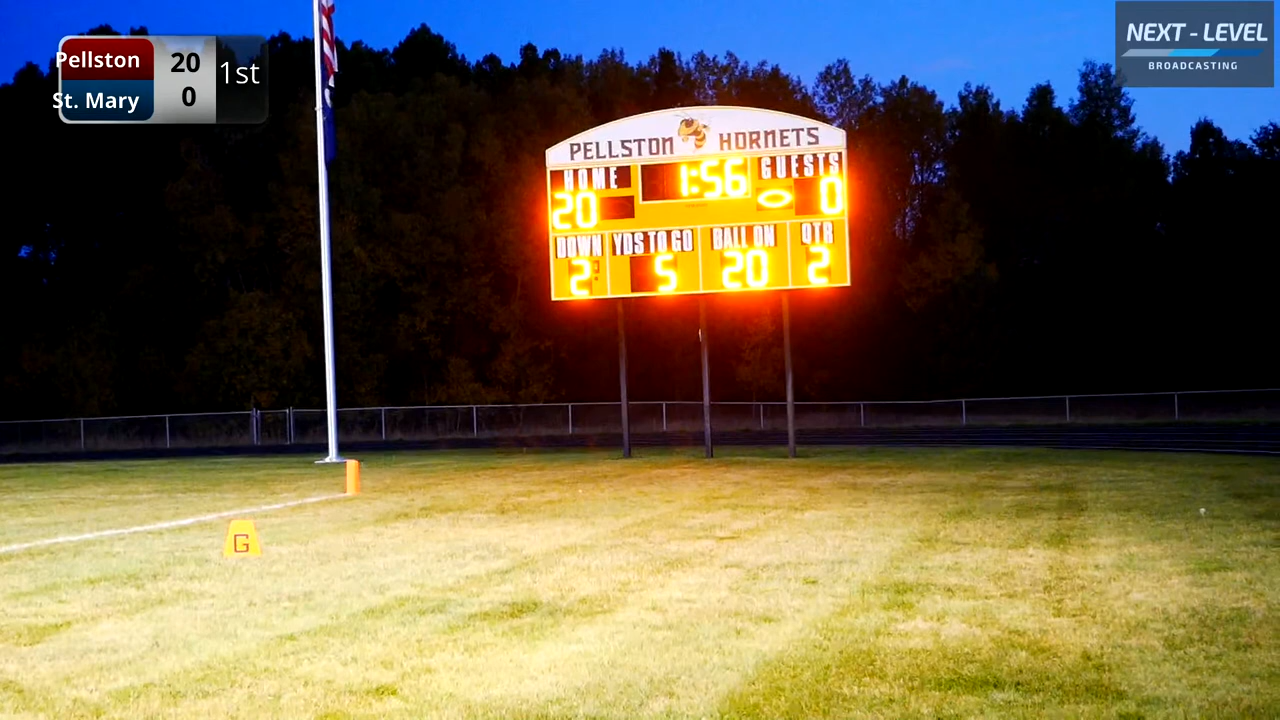 Pellston 20 1st
St. Mary 0
NEXT - LEVEL
BROADCASTING
PELLSTON HORNETS
HOME 1:56 GUESTS
20 0
DOWN YDS TO GO BALL ON QTR
2 5 20 2
G